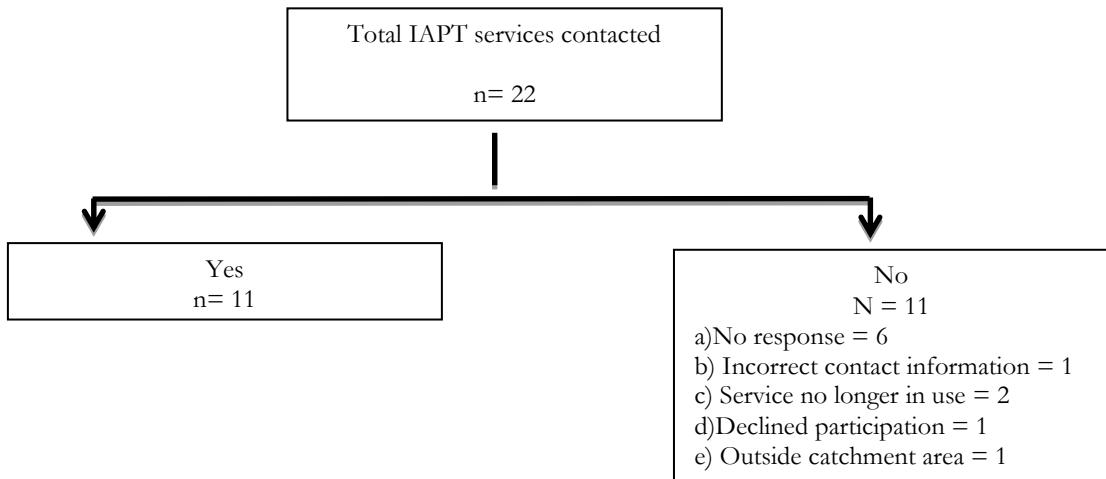 Total IAPT services contacted
n= 22
Yes
n= 11
No
N = 11
a)No response = 6
b) Incorrect contact information = 1
c) Service no longer in use = 2
d)Declined participation = 1
e) Outside catchment area = 1